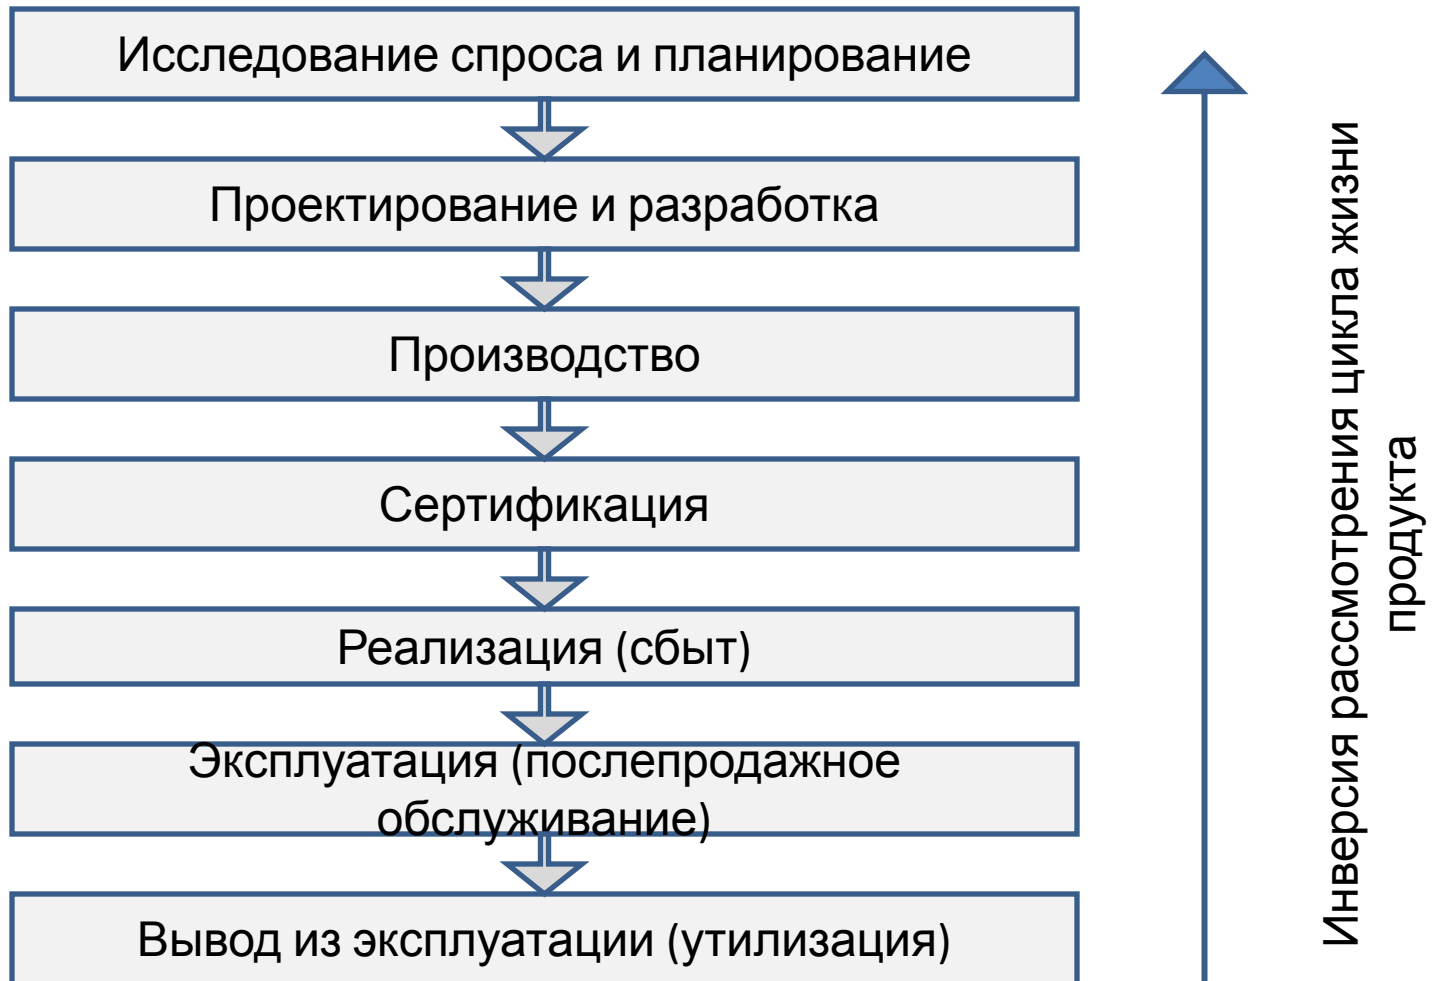 Исследование спроса и планирование
Проектирование и разработка
Производство
Сертификация
Реализация (сбыт)
Эксплуатация (послепродажное
обслуживание)
Вывод из эксплуатации (утилизация)
Инверсия рассмотрения цикла жизни
продукта